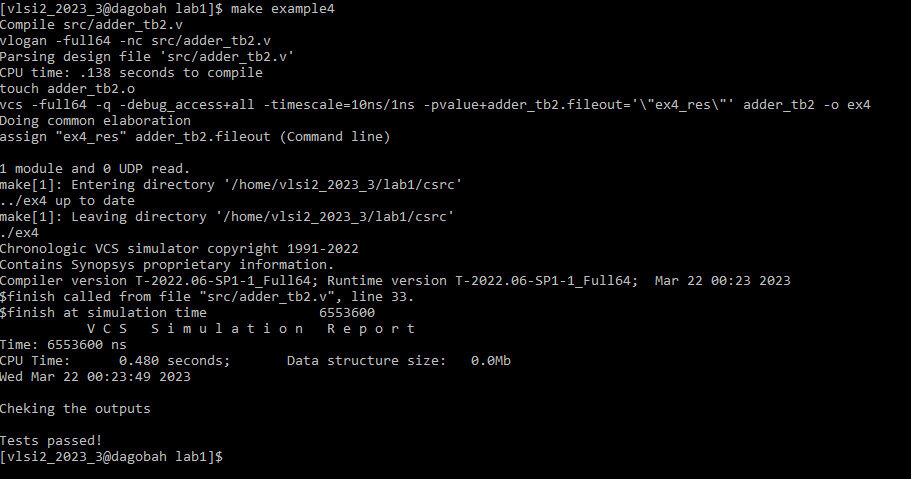 [vlsi2_2023_3@dagobah lab1]$ make example4
Compile src/adder_tb2.v
vlogan -full64 -nc src/adder_tb2.v
Parsing design file 'src/adder_tb2.v'
CPU time: .138 seconds to compile
touch adder_tb2.o
vcs -full64 -q -debug_access+all -timescale=10ns/1ns -pvalue+adder_tb2.fileout='\"ex4_res\"' adder_tb2 -o ex4
Doing common elaboration
assign "ex4_res" adder_tb2.fileout (Command line)

1 module and 0 UDP read.
make[1]: Entering directory '/home/vlsi2_2023_3/lab1/csrc'
../ex4 up to date
make[1]: Leaving directory '/home/vlsi2_2023_3/lab1/csrc'
./ex4
Chronologic VCS simulator copyright 1991-2022
Contains Synopsys proprietary information.
Compiler version T-2022.06-SP1-1_Full64; Runtime version T-2022.06-SP1-1_Full64;  Mar 22 00:23 2023
$finish called from file "src/adder_tb2.v", line 33.
$finish at simulation time              6553600
           V C S   S i m u l a t i o n   R e p o r t
Time: 6553600 ns
CPU Time:      0.480 seconds;       Data structure size:   0.0Mb
Wed Mar 22 00:23:49 2023

Cheking the outputs

Tests passed!
[vlsi2_2023_3@dagobah lab1]$